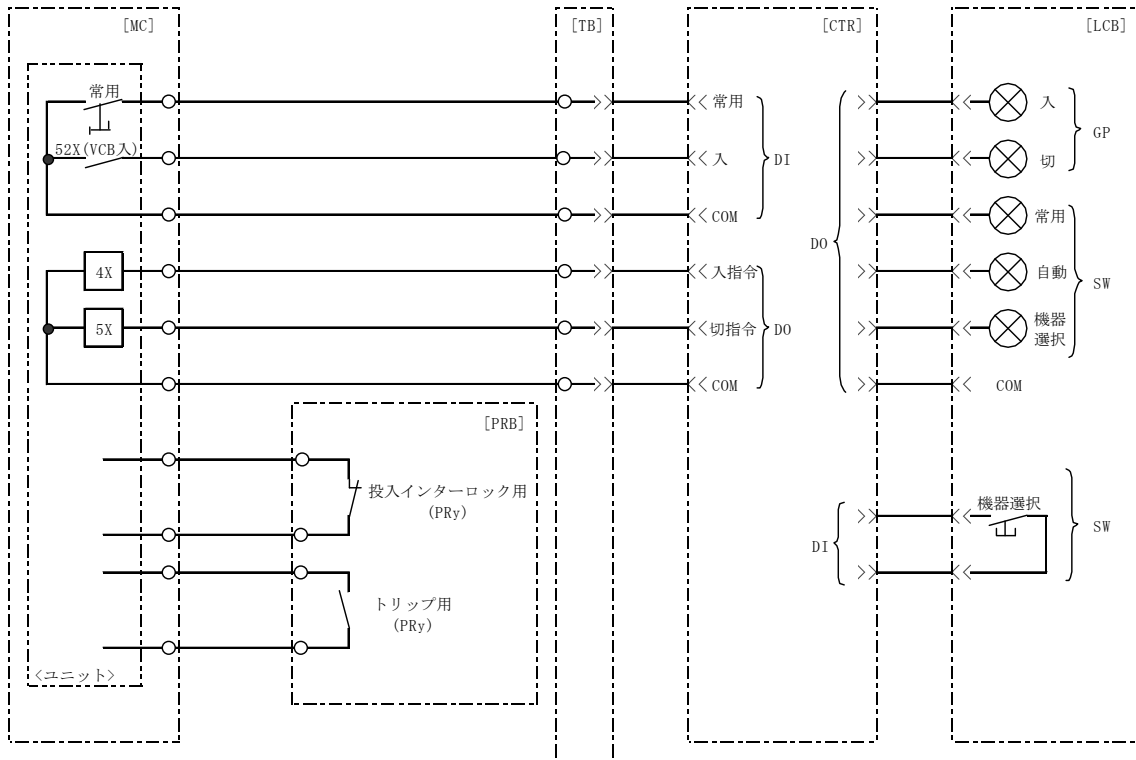 [MC]
[TB]
[CTR]
[LCB]
常用
常用
入
52X(VCB入)
入
DI
切
GP
COM
常用
DO
4X
入指令
自動
SW
5X
切指令
DO
機器
選択
COM
COM
[PRB]
投入インターロック用
(PRy)
機器選択
DI
SW
トリップ用
(PRy)
<ユニット>